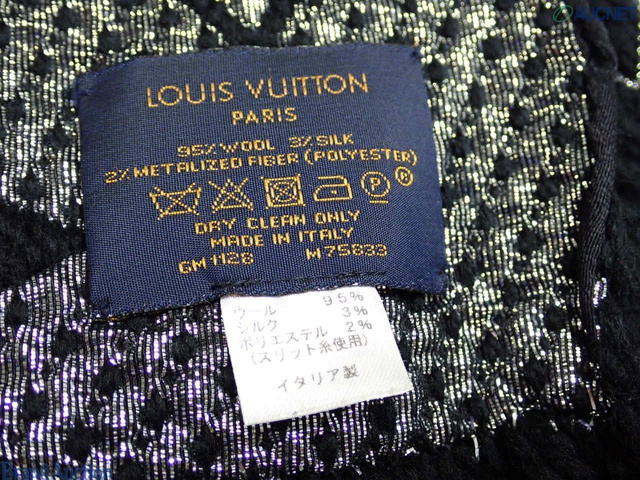 AUCNET
LOUIS VUITTON
PARIS
95% WOOL 3% SILK
2% METALIZED FIBER (POLYESTER)
P ®
DRY CLEAN ONLY
MADE IN ITALY
GM1128 M75833
ウール 95%
シルク 3%
ポリエステル 2%
(スリット糸使用)
イタリア製